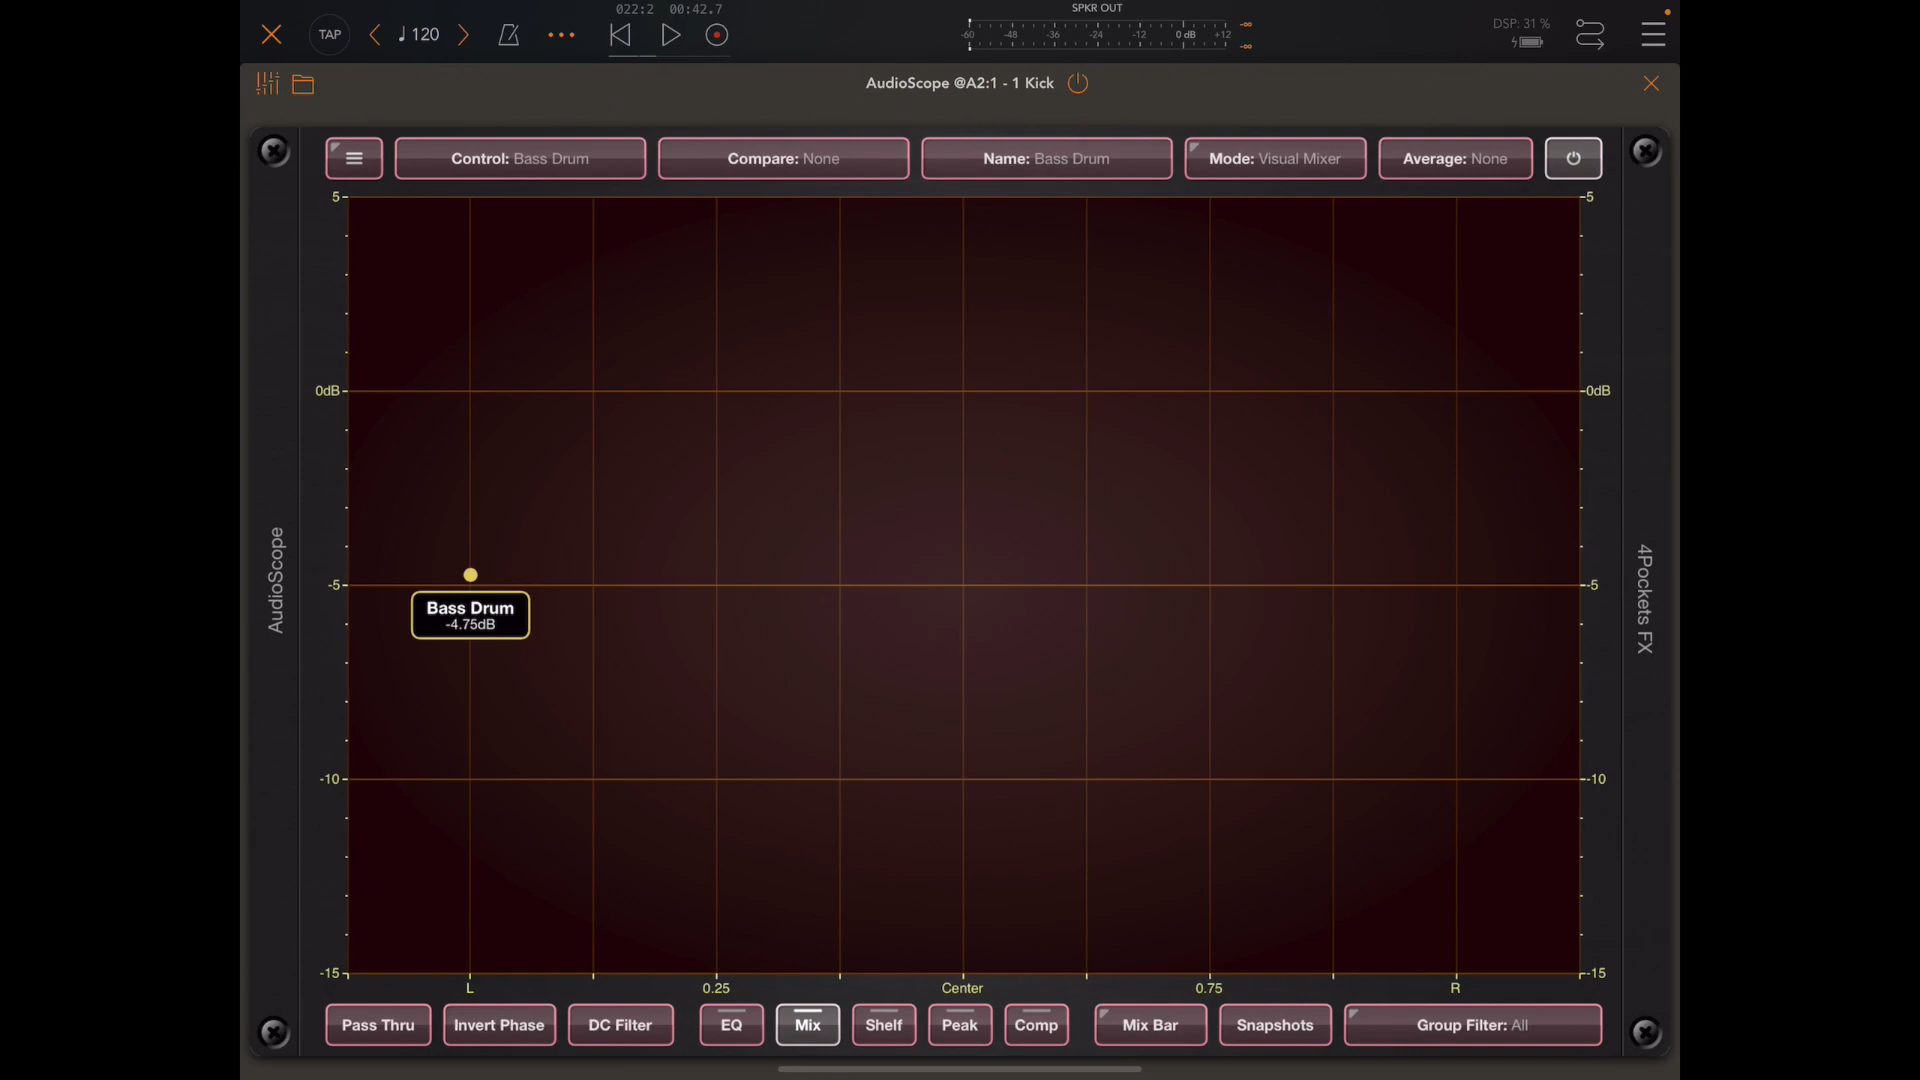 022:2 00:42.7
SPKR OUT
TAP
♩ 120
-60 -48 -36 -24 -12 0 dB +12
-∞
-∞
DSP: 31 %
AudioScope @A2:1 - 1 Kick
Control: Bass Drum
Compare: None
Name: Bass Drum
Mode: Visual Mixer
Average: None
5 5
0dB 0dB
-5 -5
Bass Drum
-4.75dB
-10 -10
-15 -15
L 0.25 Center 0.75 R
AudioScope
4Pockets FX
Pass Thru
Invert Phase
DC Filter
EQ
Mix
Shelf
Peak
Comp
Mix Bar
Snapshots
Group Filter: All